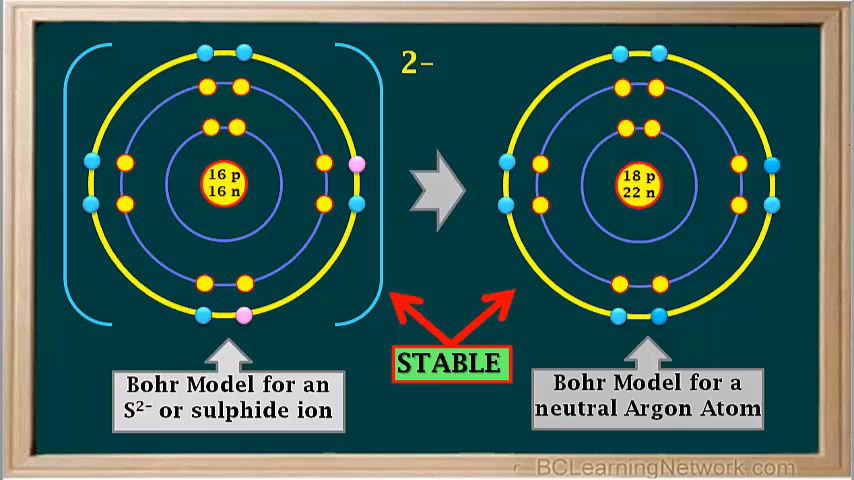 2–
16 p
16 n
18 p
22 n
STABLE
Bohr Model for an
S²⁻ or sulphide ion
Bohr Model for a
neutral Argon Atom
BCLearningNetwork.com